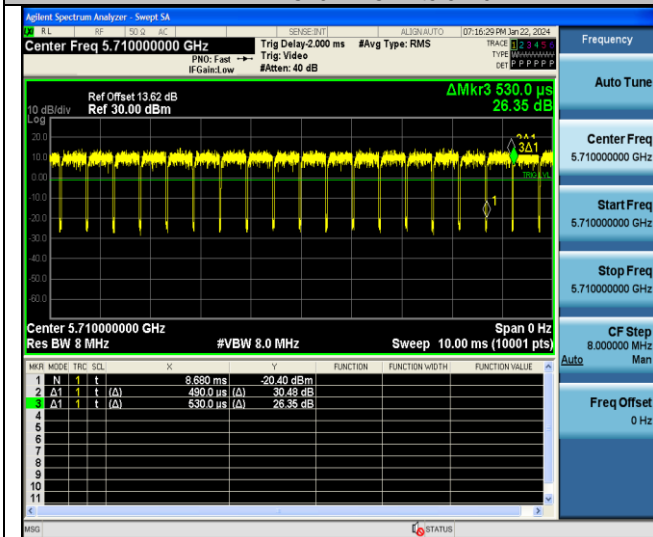 Agilent Spectrum Analyzer - Swept SA
RL RF 50 Ω AC SENSE:INT ALIGN AUTO 07:16:29 PM Jan 22, 2024
Center Freq 5.710000000 GHz Trig Delay-2.000 ms #Avg Type: RMS TRACE 1 2 3 4 5 6
PNO: Fast Trig: Video TYPE WWWWWW
IFGain:Low #Atten: 40 dB DET P P P P P P
Frequency
Auto Tune
Center Freq
5.710000000 GHz
Start Freq
5.710000000 GHz
Stop Freq
5.710000000 GHz
CF Step
8.000000 MHz
Auto Man
Freq Offset
0 Hz
ΔMkr3 530.0 µs
26.35 dB
Ref Offset 13.62 dB
10 dB/div Ref 30.00 dBm
Log
20.0
10.0
0.00
-10.0
-20.0
-30.0
-40.0
-50.0
-60.0
3Δ1
TRIG LVL
1
Center 5.710000000 GHz Span 0 Hz
Res BW 8 MHz #VBW 8.0 MHz Sweep 10.00 ms (10001 pts)
MKR MODE TRC SCL X Y FUNCTION FUNCTION WIDTH FUNCTION VALUE
1 N 1 t 8.680 ms -20.40 dBm
2 Δ1 1 t (Δ) 490.0 µs (Δ) 30.48 dB
3 Δ1 1 t (Δ) 530.0 µs (Δ) 26.35 dB
4
5
6
7
8
9
10
11
MSG STATUS